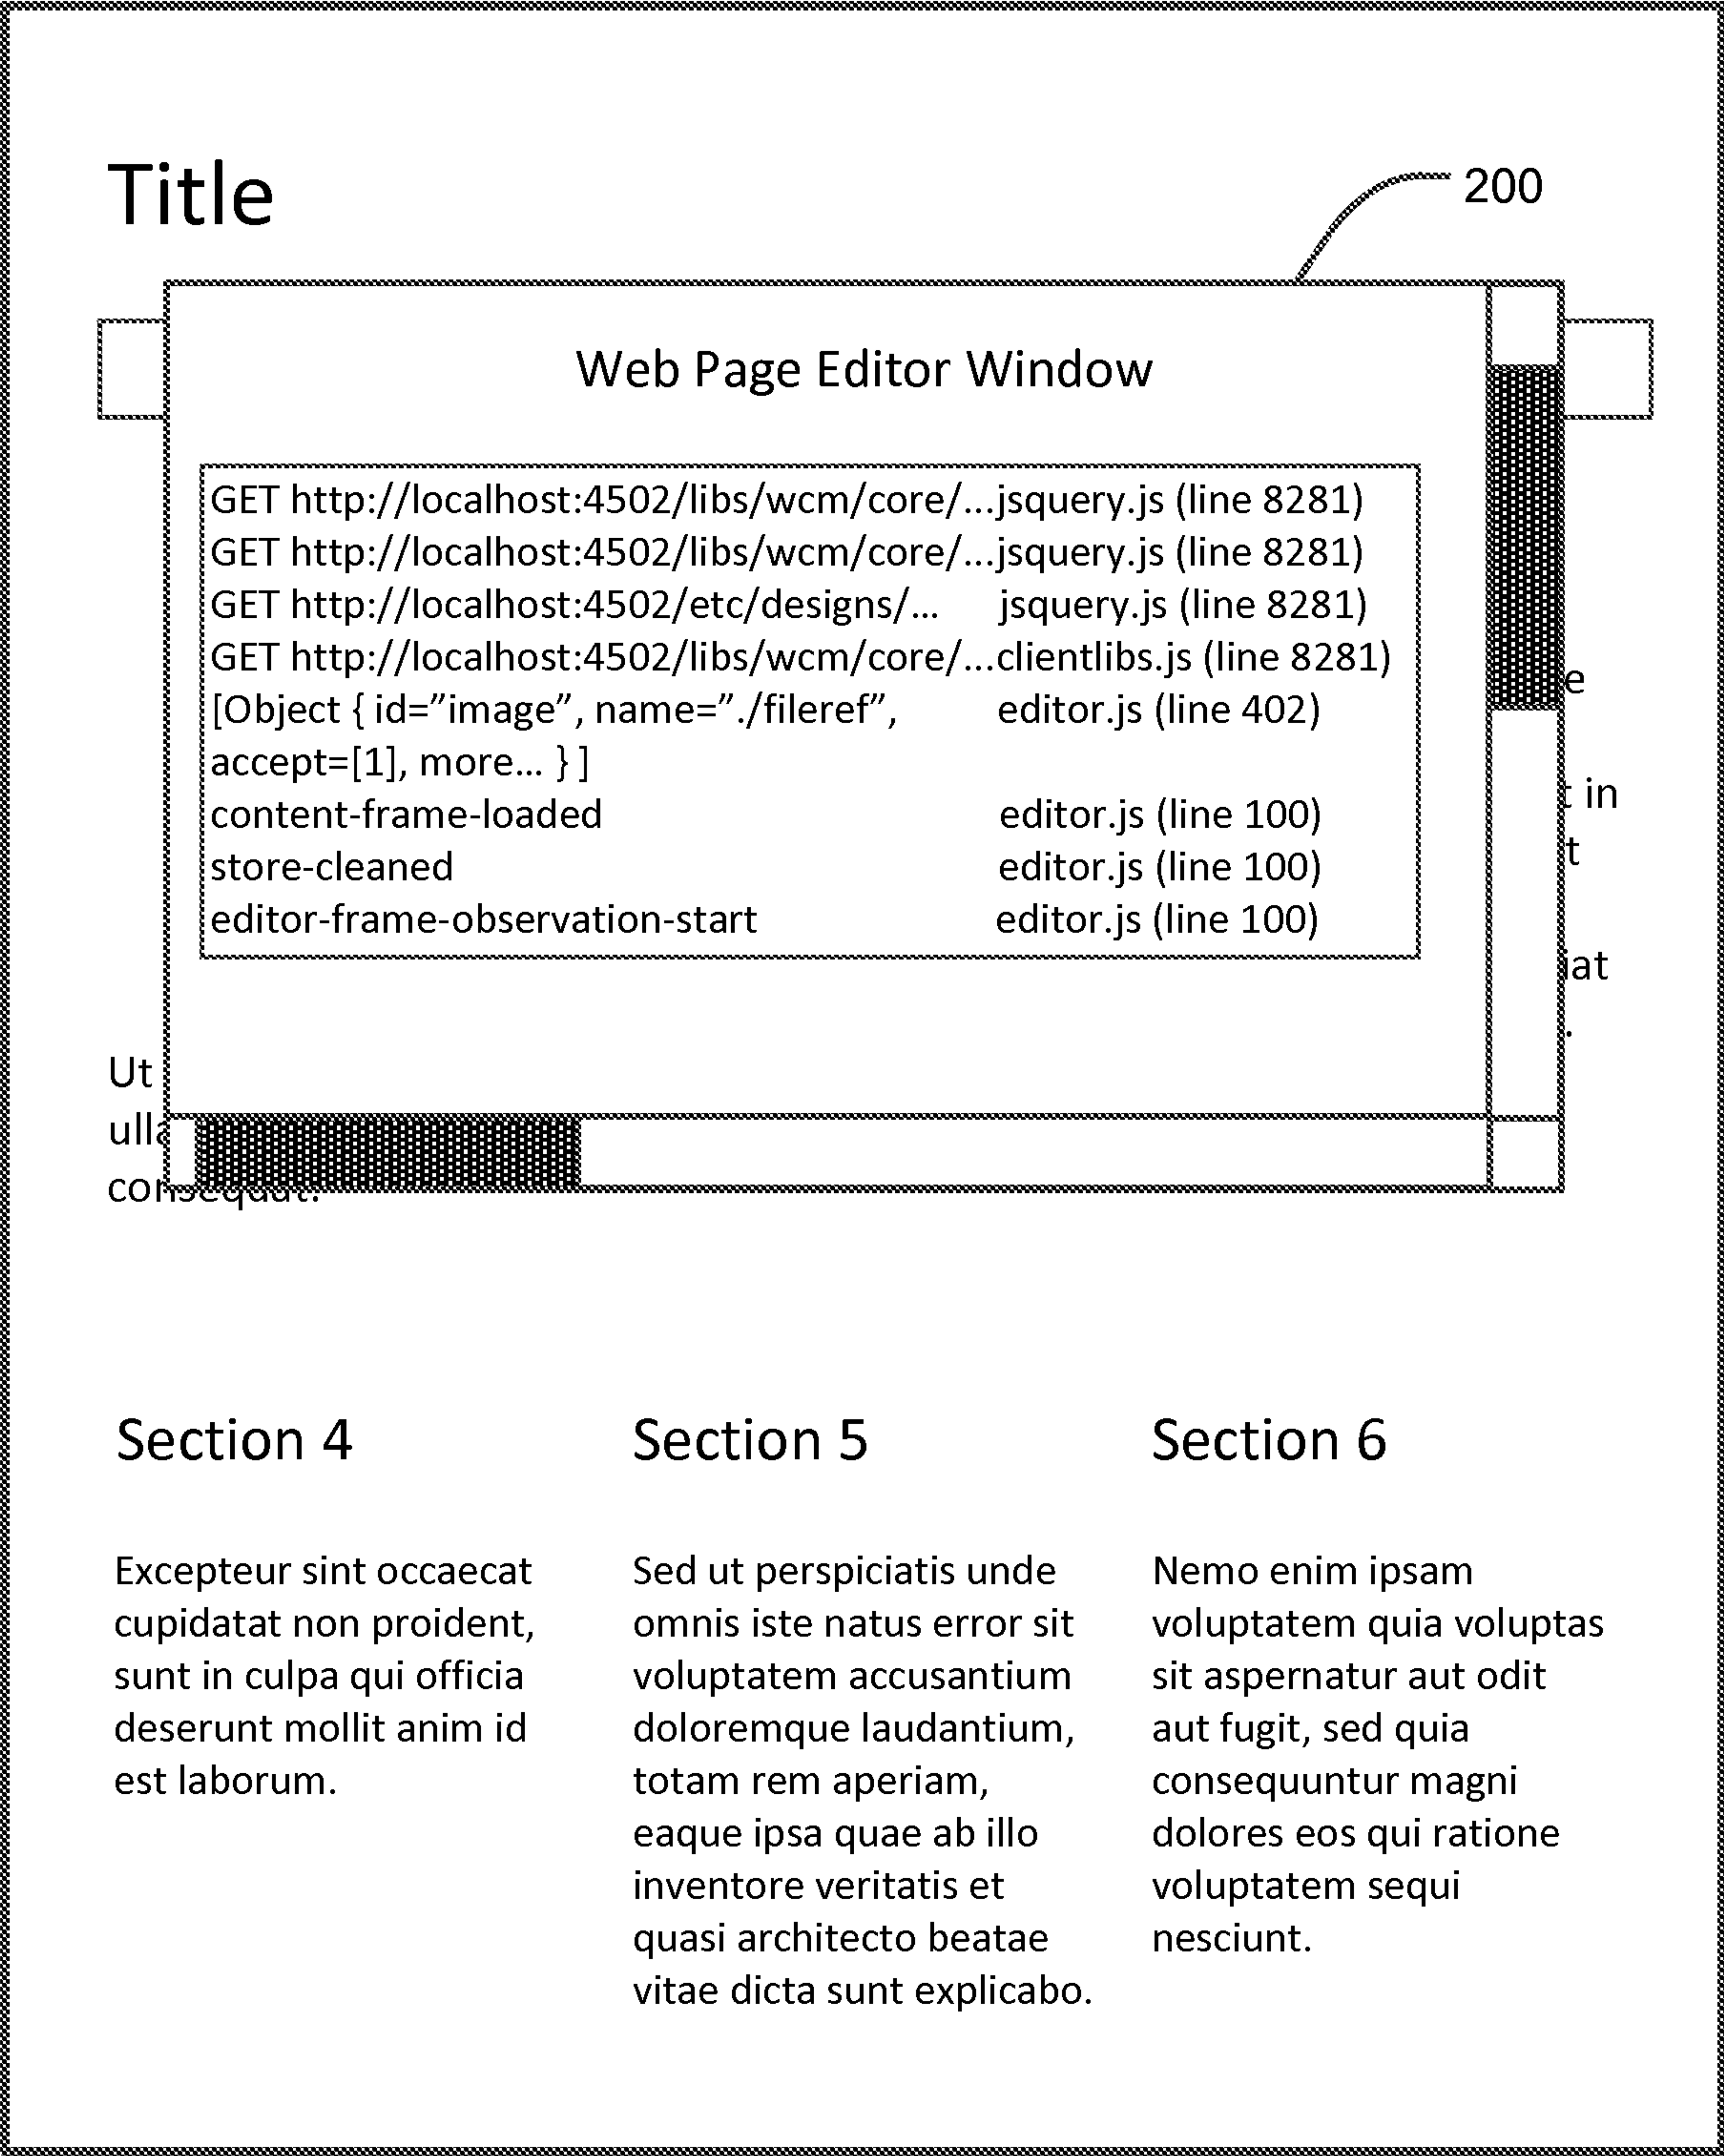 Title
200
Web Page Editor Window
GET http://localhost:4502/libs/wcm/core/...jsquery.js (line 8281)
GET http://localhost:4502/libs/wcm/core/...jsquery.js (line 8281)
GET http://localhost:4502/etc/designs/... jsquery.js (line 8281)
GET http://localhost:4502/libs/wcm/core/...clientlibs.js (line 8281)
[Object { id=”image”, name=”./fileref”, editor.js (line 402)
accept=[1], more... } ]
content-frame-loaded editor.js (line 100)
store-cleaned editor.js (line 100)
editor-frame-observation-start editor.js (line 100)
e
in
t
Ut
consequat.
Section 4
Excepteur sint occaecat
cupidatat non proident,
sunt in culpa qui officia
deserunt mollit anim id
est laborum.
Section 5
Sed ut perspiciatis unde
omnis iste natus error sit
voluptatem accusantium
doloremque laudantium,
totam rem aperiam,
eaque ipsa quae ab illo
inventore veritatis et
quasi architecto beatae
vitae dicta sunt explicabo.
Section 6
Nemo enim ipsam
voluptatem quia voluptas
sit aspernatur aut odit
aut fugit, sed quia
consequuntur magni
dolores eos qui ratione
voluptatem sequi
nesciunt.